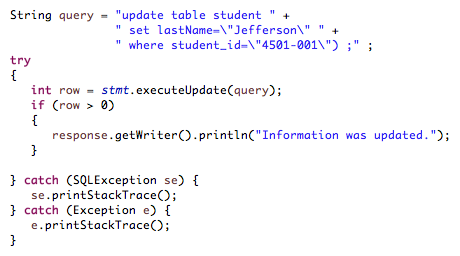 String query = "update table student " +
" set lastName=\"Jefferson\" " +
" where student_id=\"4501-001\") ;" ;
try
{
int row = stmt.executeUpdate(query);
if (row > 0)
{
response.getWriter().println("Information was updated.");
}
} catch (SQLException se) {
se.printStackTrace();
} catch (Exception e) {
e.printStackTrace();
}